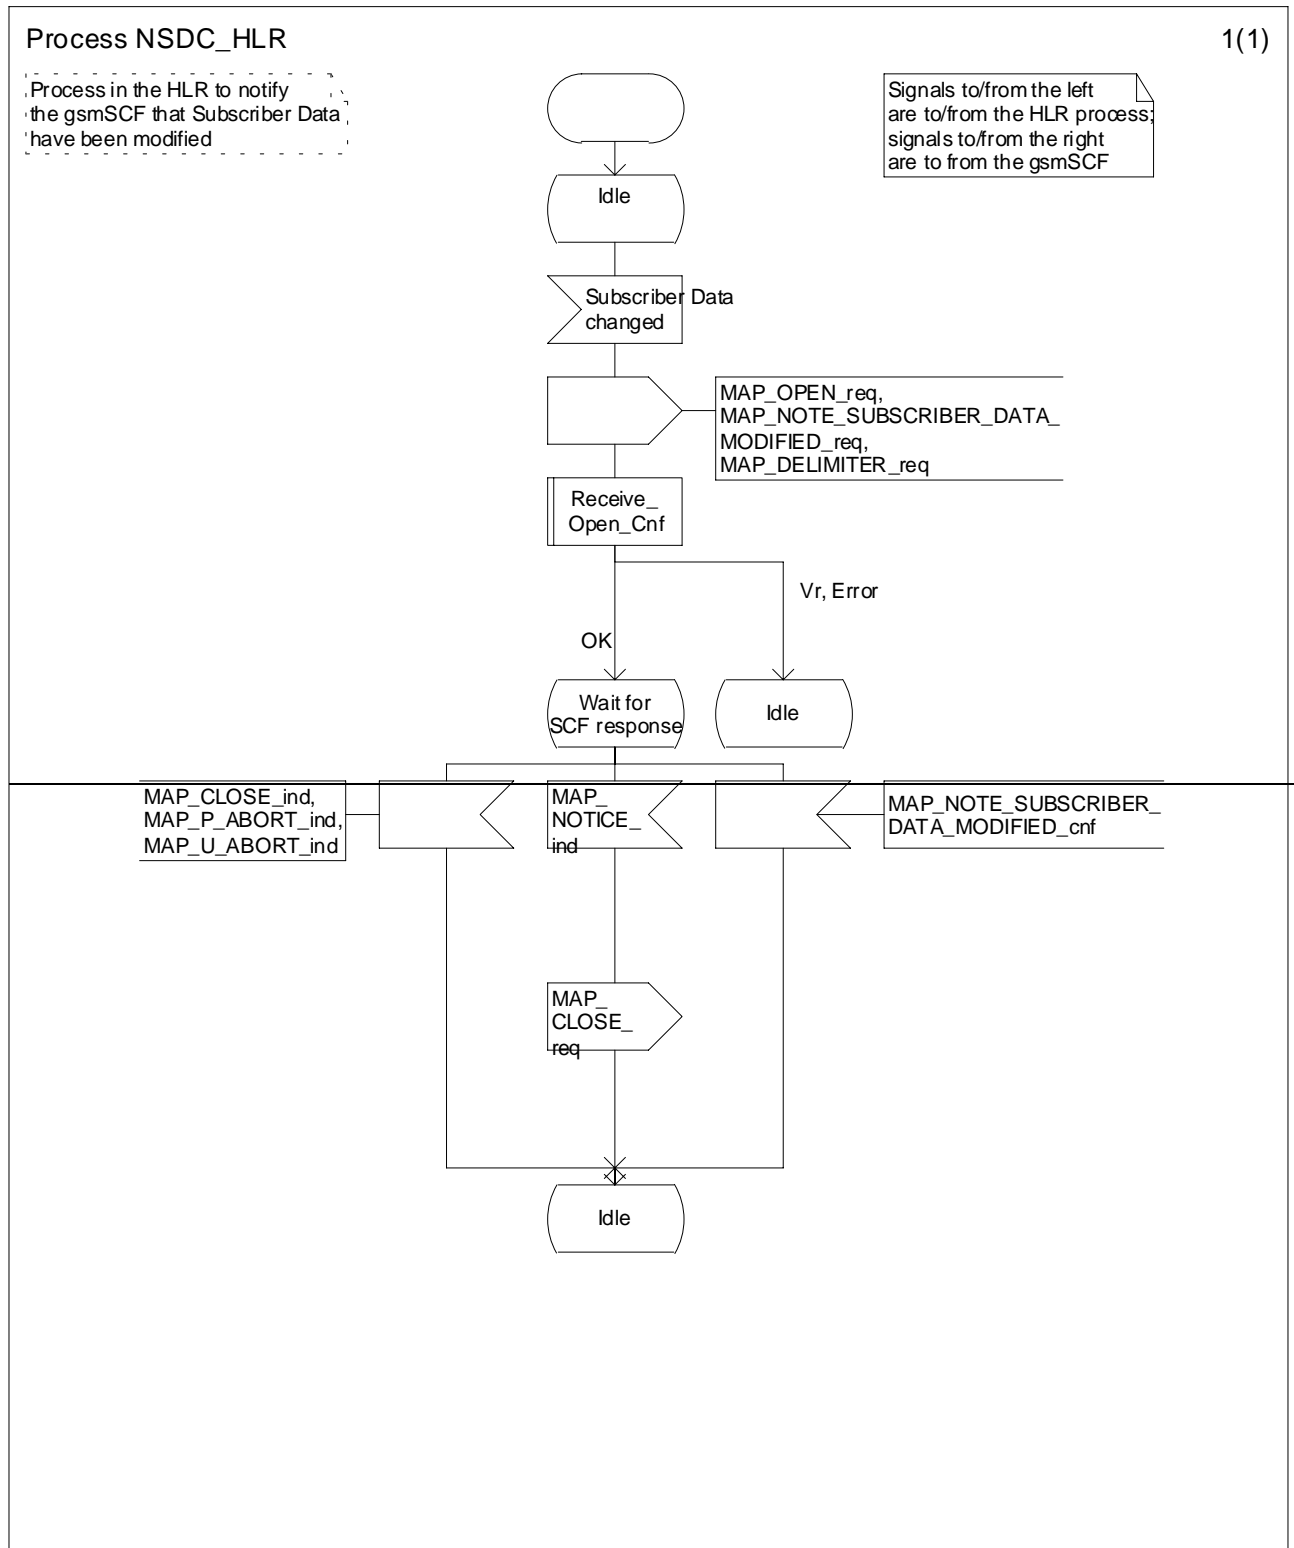 Process NSDC_HLR
1(1)
Process in the HLR to notify
the gsmSCF that Subscriber Data
have been modified
Signals to/from the left
are to/from the HLR process;
signals to/from the right
are to from the gsmSCF
Idle
Subscriber Data
changed
MAP_OPEN_req,
MAP_NOTE_SUBSCRIBER_DATA_
MODIFIED_req,
MAP_DELIMITER_req
Receive_
Open_Cnf
Vr, Error
OK
Wait for
SCF response
Idle
MAP_CLOSE_ind,
MAP_P_ABORT_ind,
MAP_U_ABORT_ind
MAP_
NOTICE_
ind
MAP_NOTE_SUBSCRIBER_
DATA_MODIFIED_cnf
MAP_
CLOSE_
req
Idle